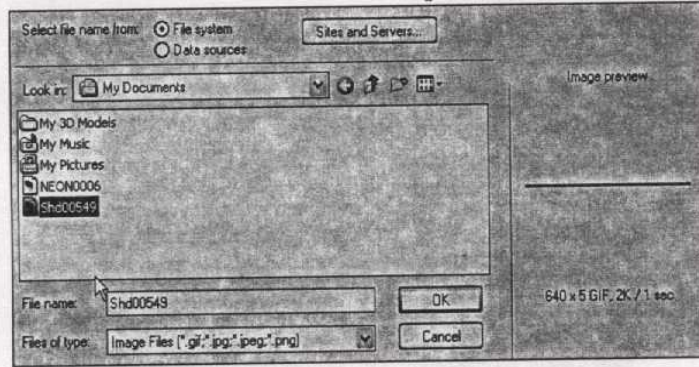 Select file name from: File system
Data sources
Sites and Servers...
Look in: My Documents
My 3D Models
My Music
My Pictures
NEON0006
Shd00549
File name: Shd00549
OK
Files of type: Image Files (*.gif;*.jpg;*.jpeg;*.png)
Cancel
Image preview
640 x 5 GIF, 2K / 1 sec